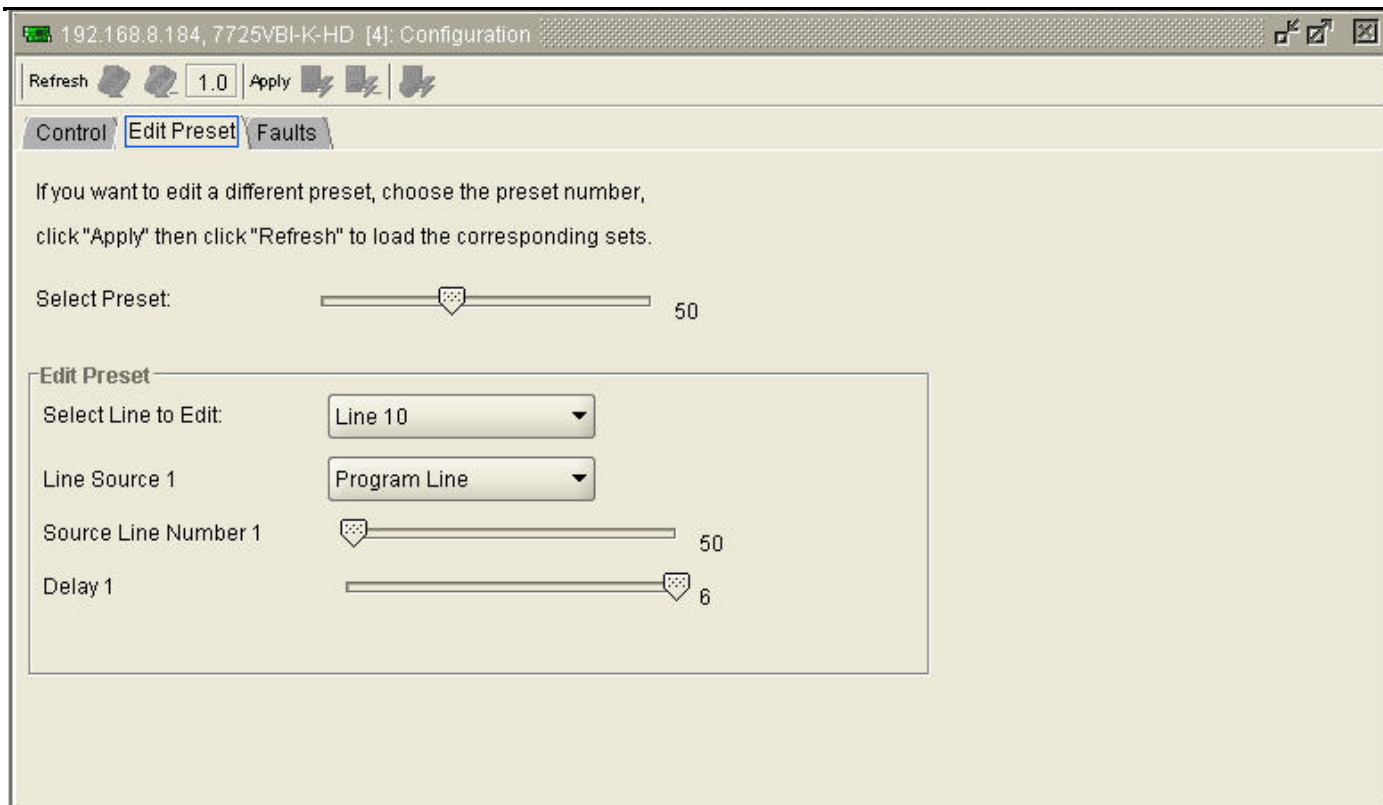 192.168.8.184, 7725VBI-K-HD [4]: Configuration
Refresh 1.0 Apply
Control Edit Preset Faults
If you want to edit a different preset, choose the preset number,
click "Apply" then click "Refresh" to load the corresponding sets.
Select Preset: 50
Edit Preset
Select Line to Edit: Line 10
Line Source 1 Program Line
Source Line Number 1 50
Delay 1 6